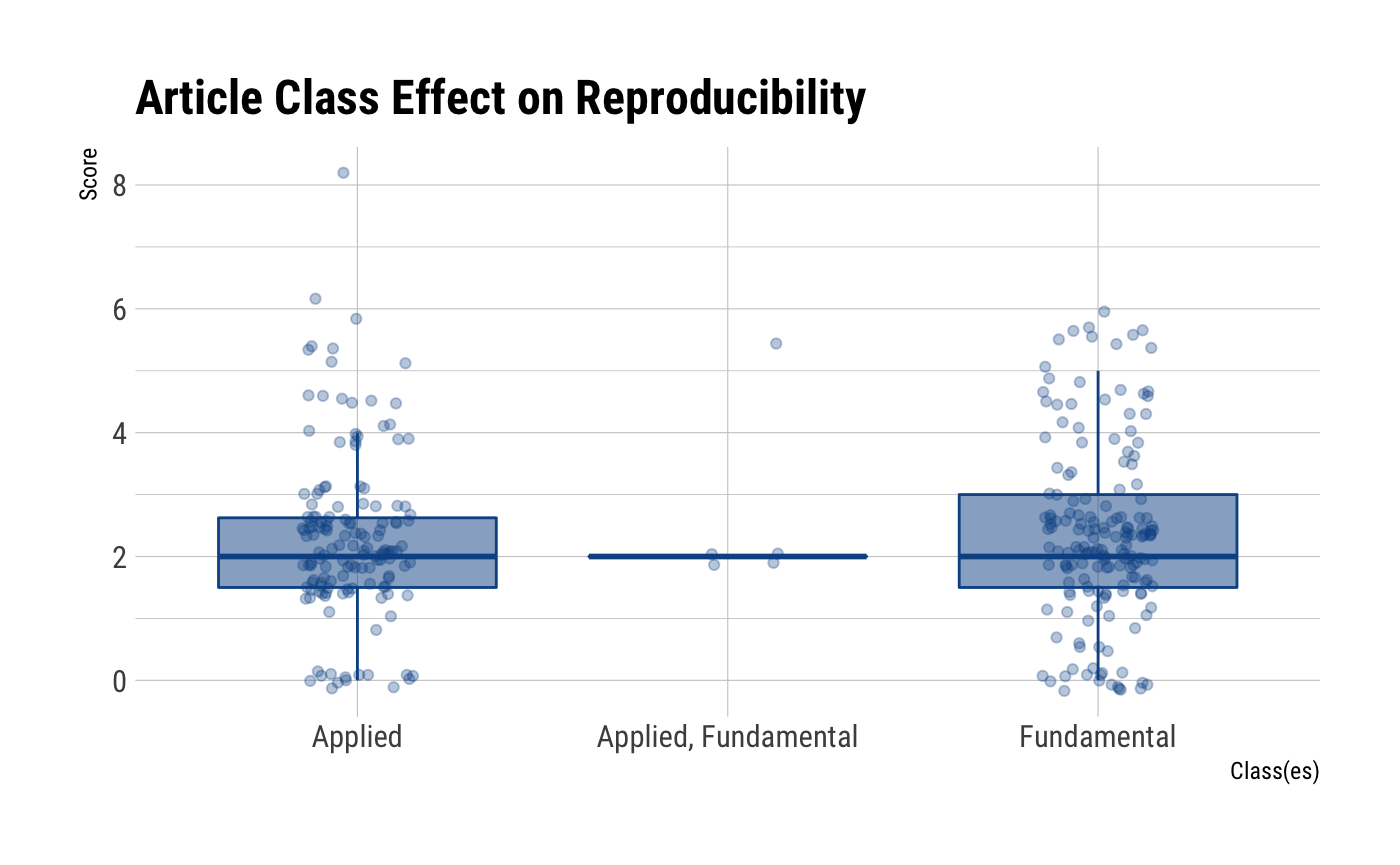 Article Class Effect on Reproducibility
Score
8
6
4
2
0
Applied
Applied, Fundamental
Fundamental
Class(es)